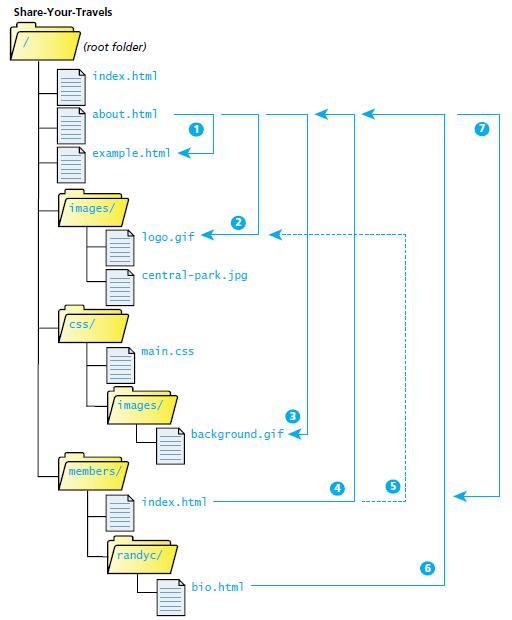 Share-Your-Travels
/
(root folder)
index.html
about.html
1
7
example.html
images/
2
logo.gif
central-park.jpg
css/
main.css
images/
3
background.gif
members/
4
5
index.html
randyc/
6
bio.html